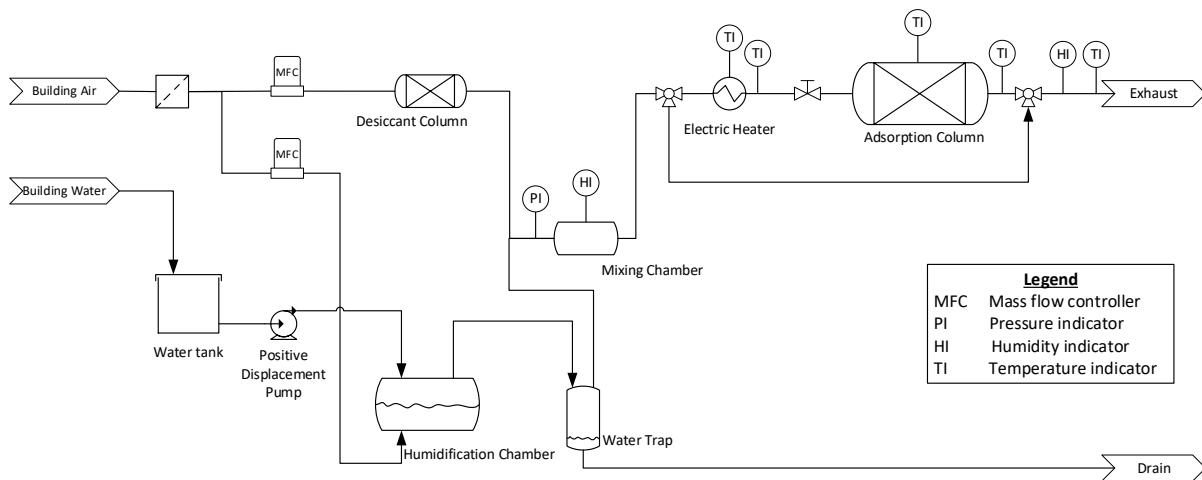 TI
TI
TI
TI
HI
TI
MFC
Building Air
Exhaust
Desiccant Column
Electric Heater
Adsorption Column
MFC
Building Water
HI
PI
Mixing Chamber
Legend
MFC Mass flow controller
PI Pressure indicator
HI Humidity indicator
TI Temperature indicator
Water tank
Positive
Displacement
Pump
Humidification Chamber
Water Trap
Drain